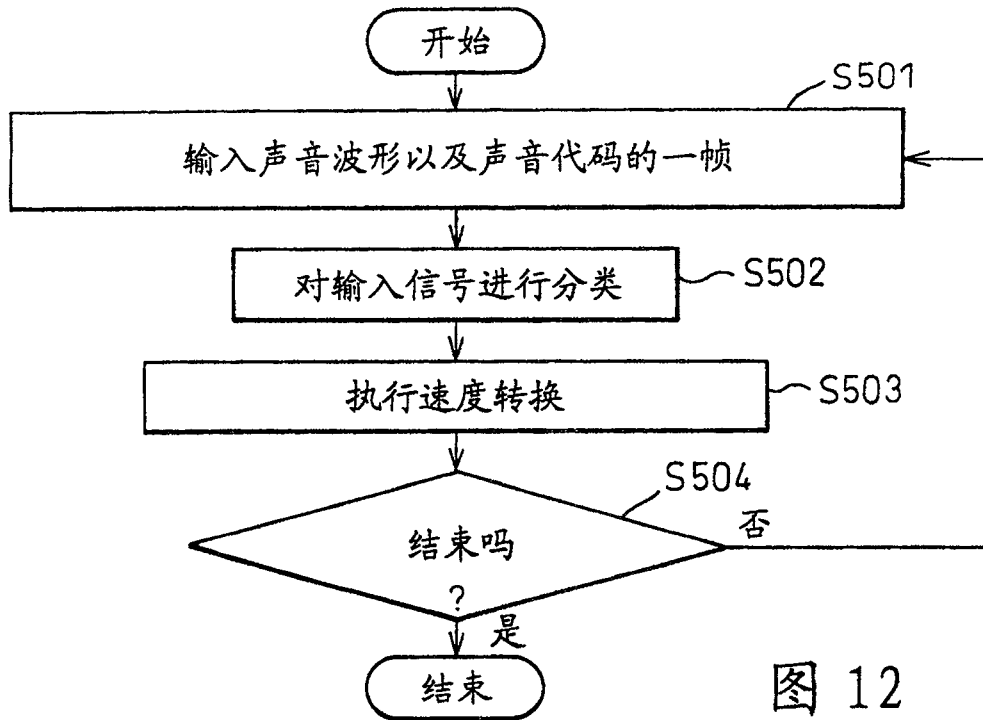 开始
S501
输入声音波形以及声音代码的一帧
对输入信号进行分类
S502
执行速度转换
S503
S504
结束吗
?
否
是
结束
图 12